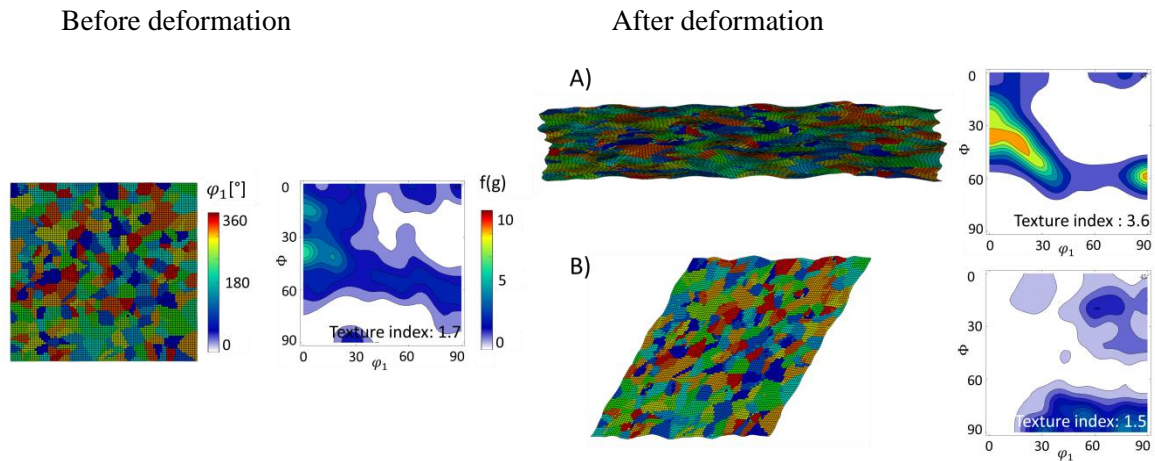 Before deformation
After deformation
A)
0
30
Φ
60
90
Texture index : 3.6
0
30
60
90
φ₁
φ₁[°]
360
180
0
0
30
Φ
60
90
Texture index: 1.7
0
30
60
90
φ₁
f(g)
10
5
0
B)
0
30
Φ
60
90
Texture index: 1.5
0
30
60
90
φ₁